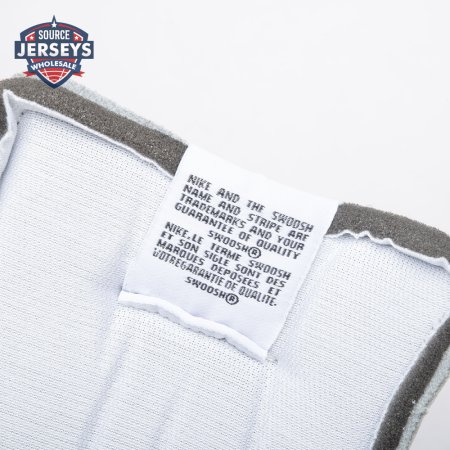 SOURCE
JERSEYS
WHOLESALE
NIKE AND THE SWOOSH
NAME AND STRIPE ARE
TRADEMARKS AND YOUR
GUARANTEE OF QUALITY
SWOOSH®
NIKE.LE TERME SWOOSH
ET SON SIGLE SONT DES
MARQUES DEPOSEES ET
VOTREGARANTIE DE QUALITE.
SWOOSH®